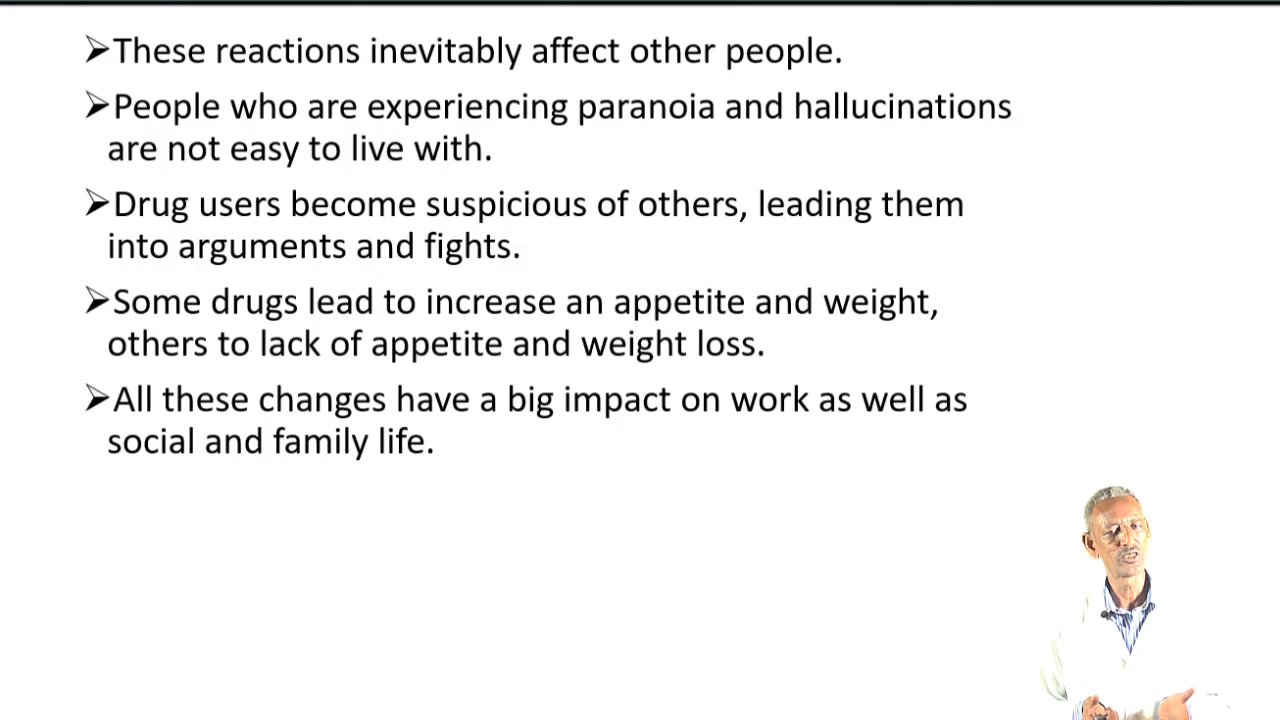 ➢These reactions inevitably affect other people.
➢People who are experiencing paranoia and hallucinations
are not easy to live with.
➢Drug users become suspicious of others, leading them
into arguments and fights.
➢Some drugs lead to increase an appetite and weight,
others to lack of appetite and weight loss.
➢All these changes have a big impact on work as well as
social and family life.